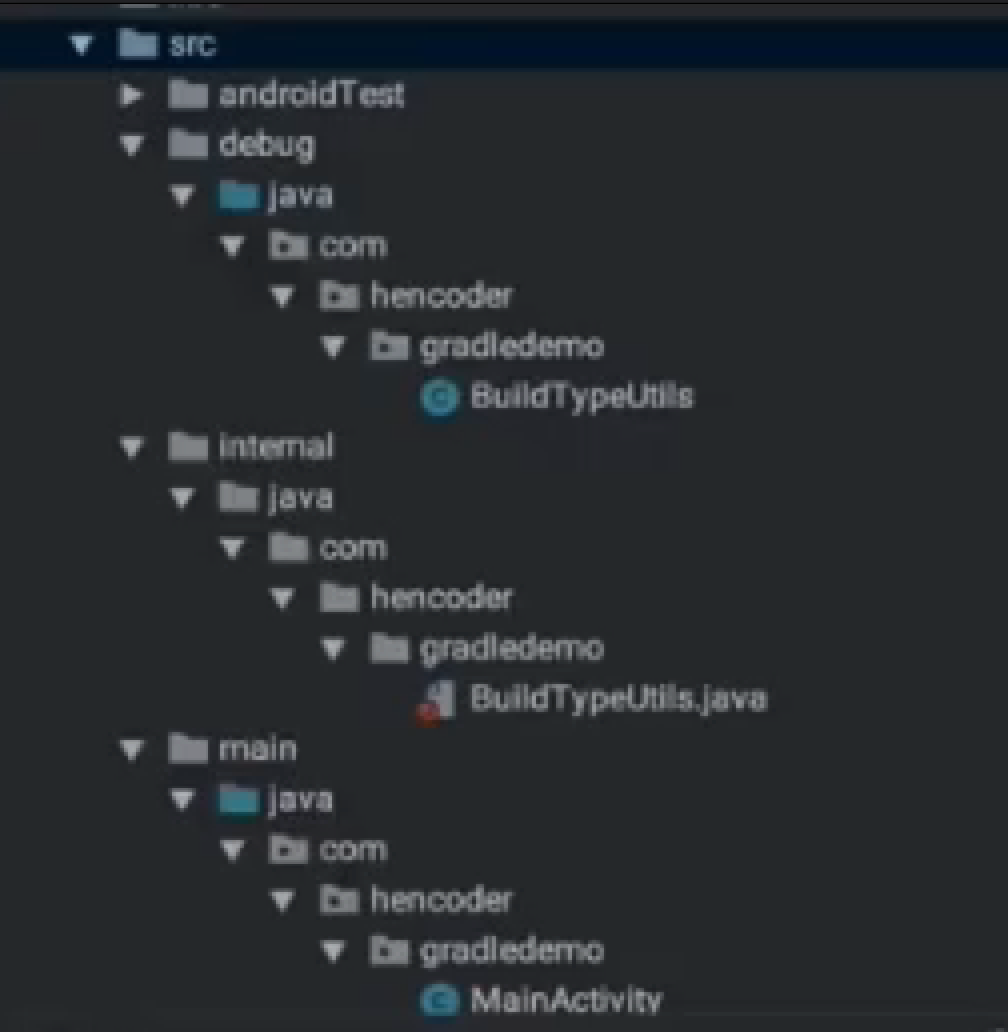 src
androidTest
debug
java
com
hencoder
gradledemo
BuildTypeUtils
internal
java
com
hencoder
gradledemo
BuildTypeUtils.java
main
java
com
hencoder
gradledemo
MainActivity